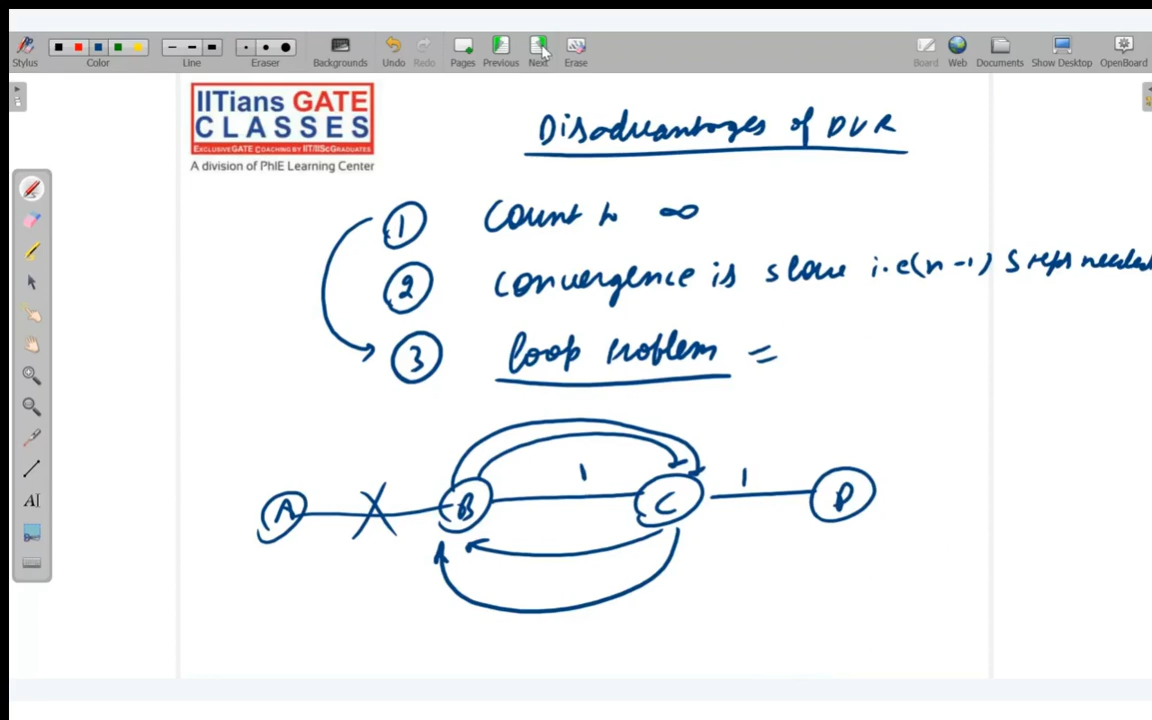 Stylus
Color
Line
Eraser
Backgrounds
Undo
Redo
Pages
Previous
Next
Erase
Board
Web
Documents
Show Desktop
OpenBoard
IITians GATE
CLASSES
EXCLUSIVE GATE COACHING BY IIT/IISc GRADUATES
A division of PhIE Learning Center
Disadvantages of DVR
1 Count to ∞
2 Convergence is slow i.e (n-1) Steps needed
3 loop problem =
A X B 1 C 1 D
AI